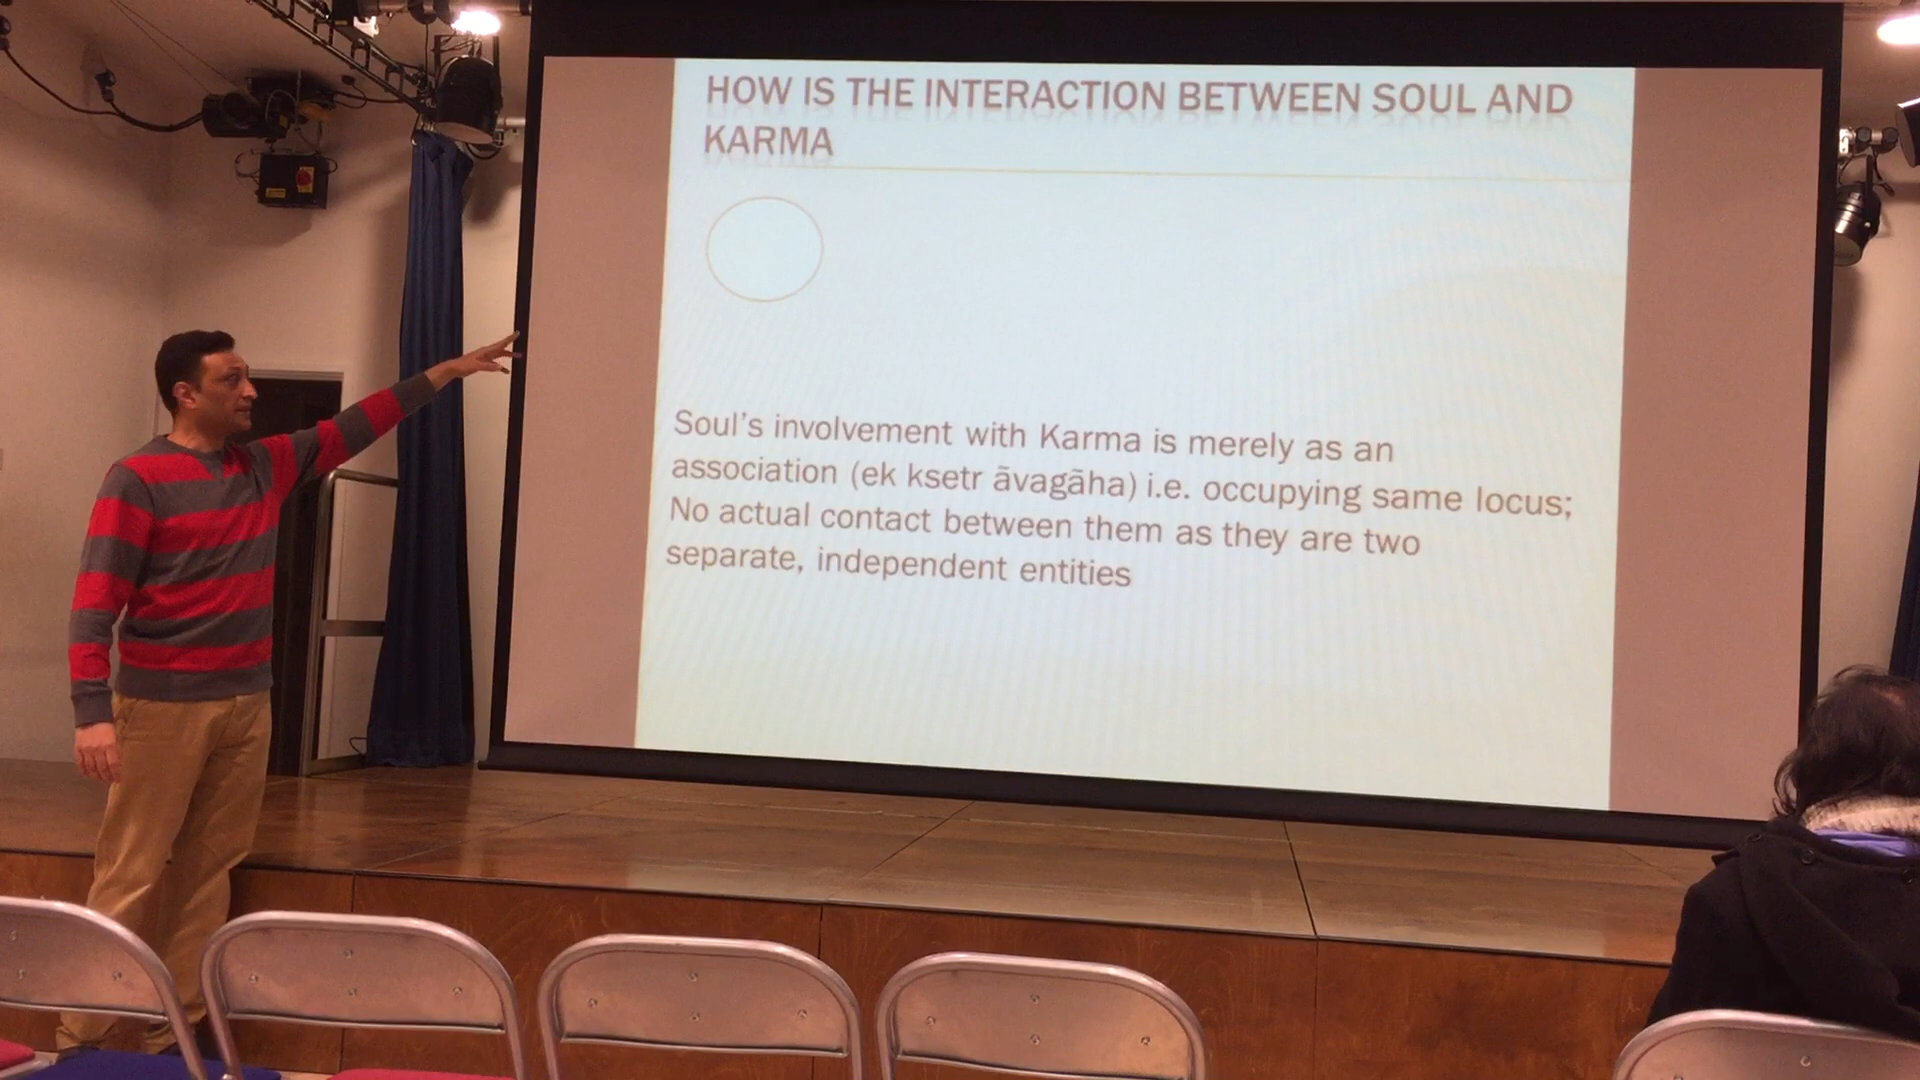 HOW IS THE INTERACTION BETWEEN SOUL AND
KARMA
Soul's involvement with Karma is merely as an
association (ek ksetr āvagāha) i.e. occupying same locus;
No actual contact between them as they are two
separate, independent entities